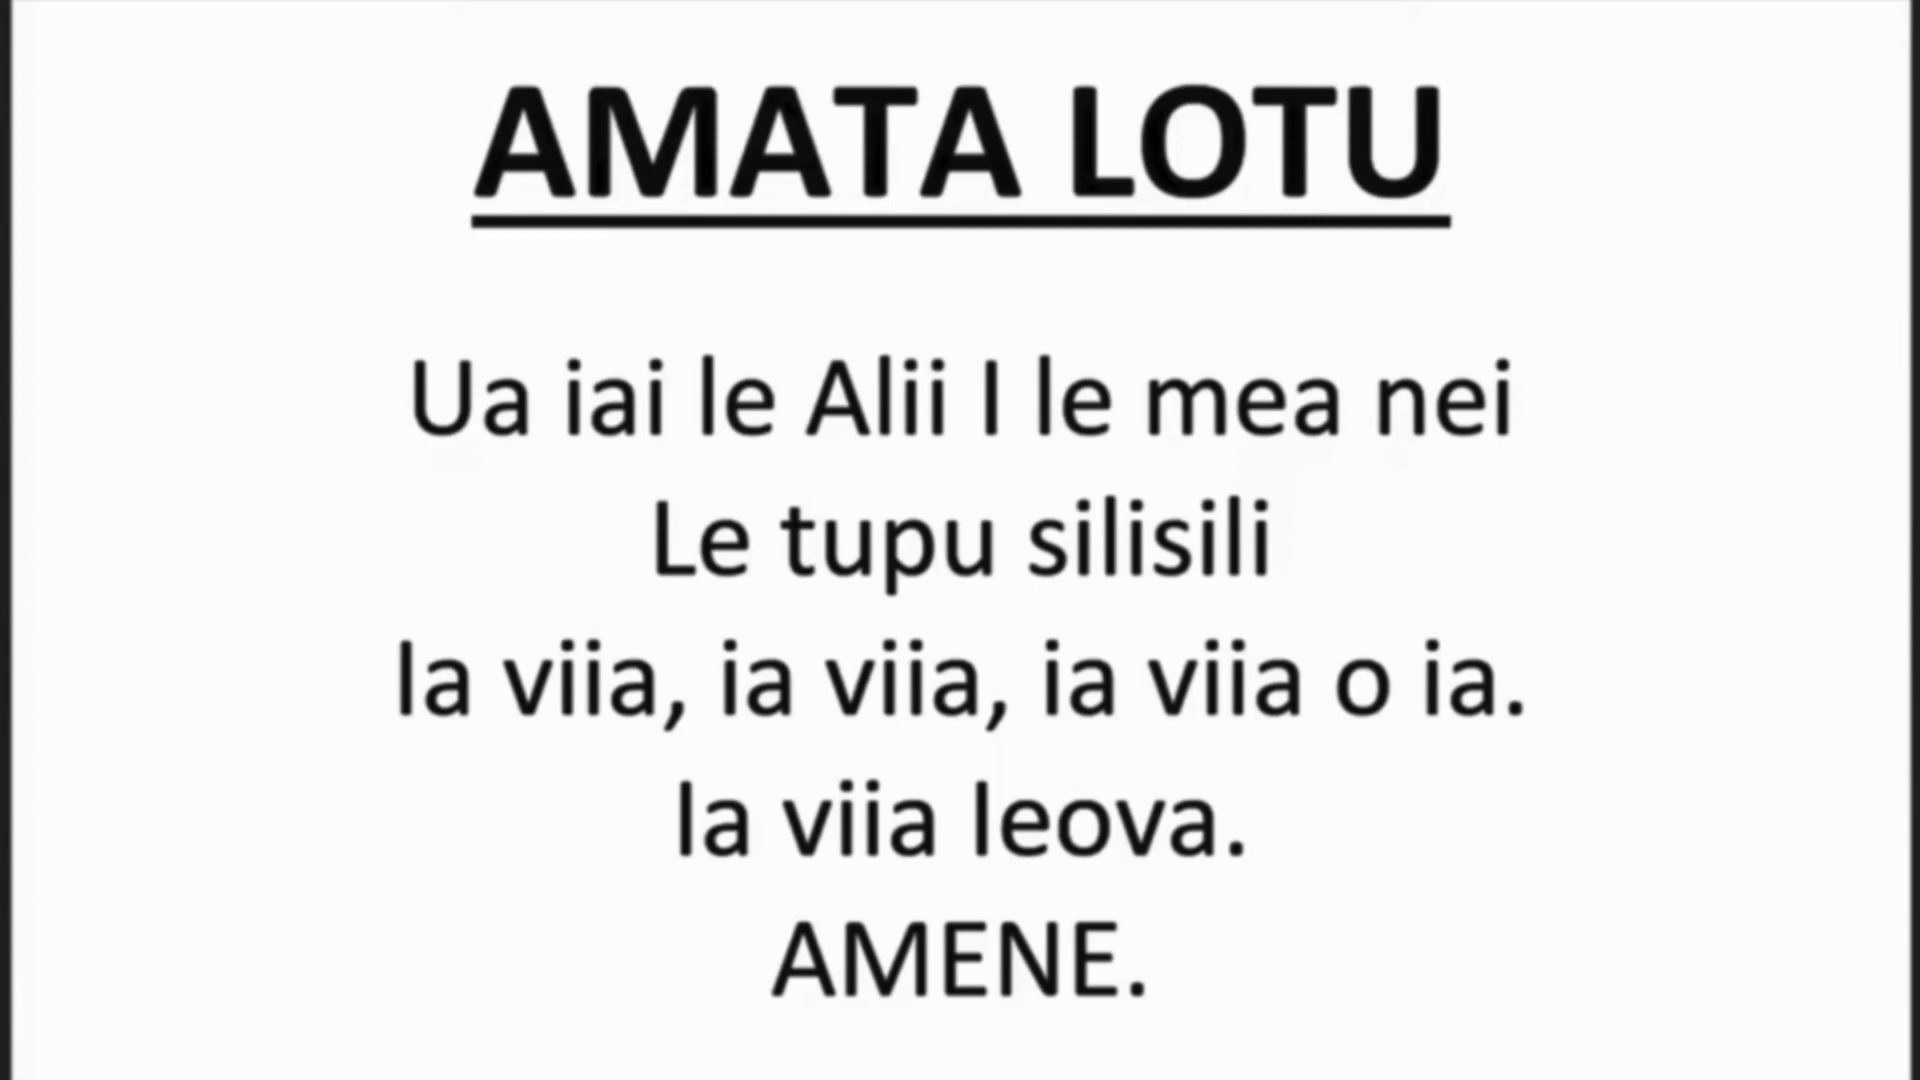 AMATA LOTU
Ua iai le Alii I le mea nei
Le tupu silisili
Ia viia, ia viia, ia viia o ia.
Ia viia Ieova.
AMENE.